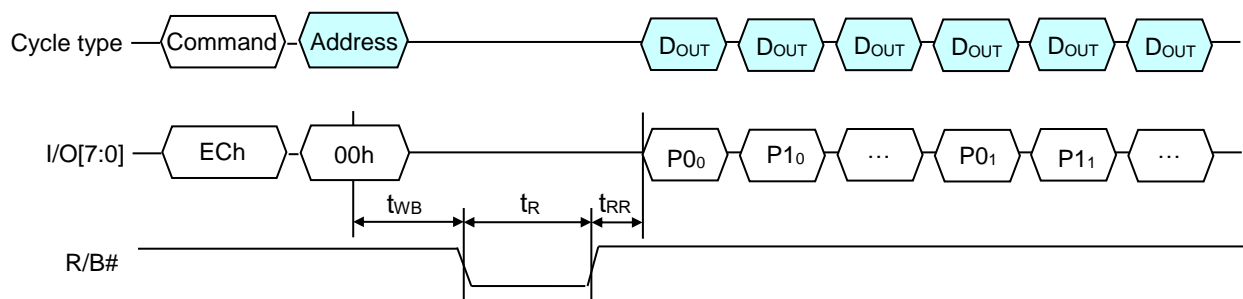 Cycle type Command Address DOUT DOUT DOUT DOUT DOUT DOUT
I/O[7:0] ECh 00h P00 P10 ... P01 P11 ...
tWB tR tRR
R/B#